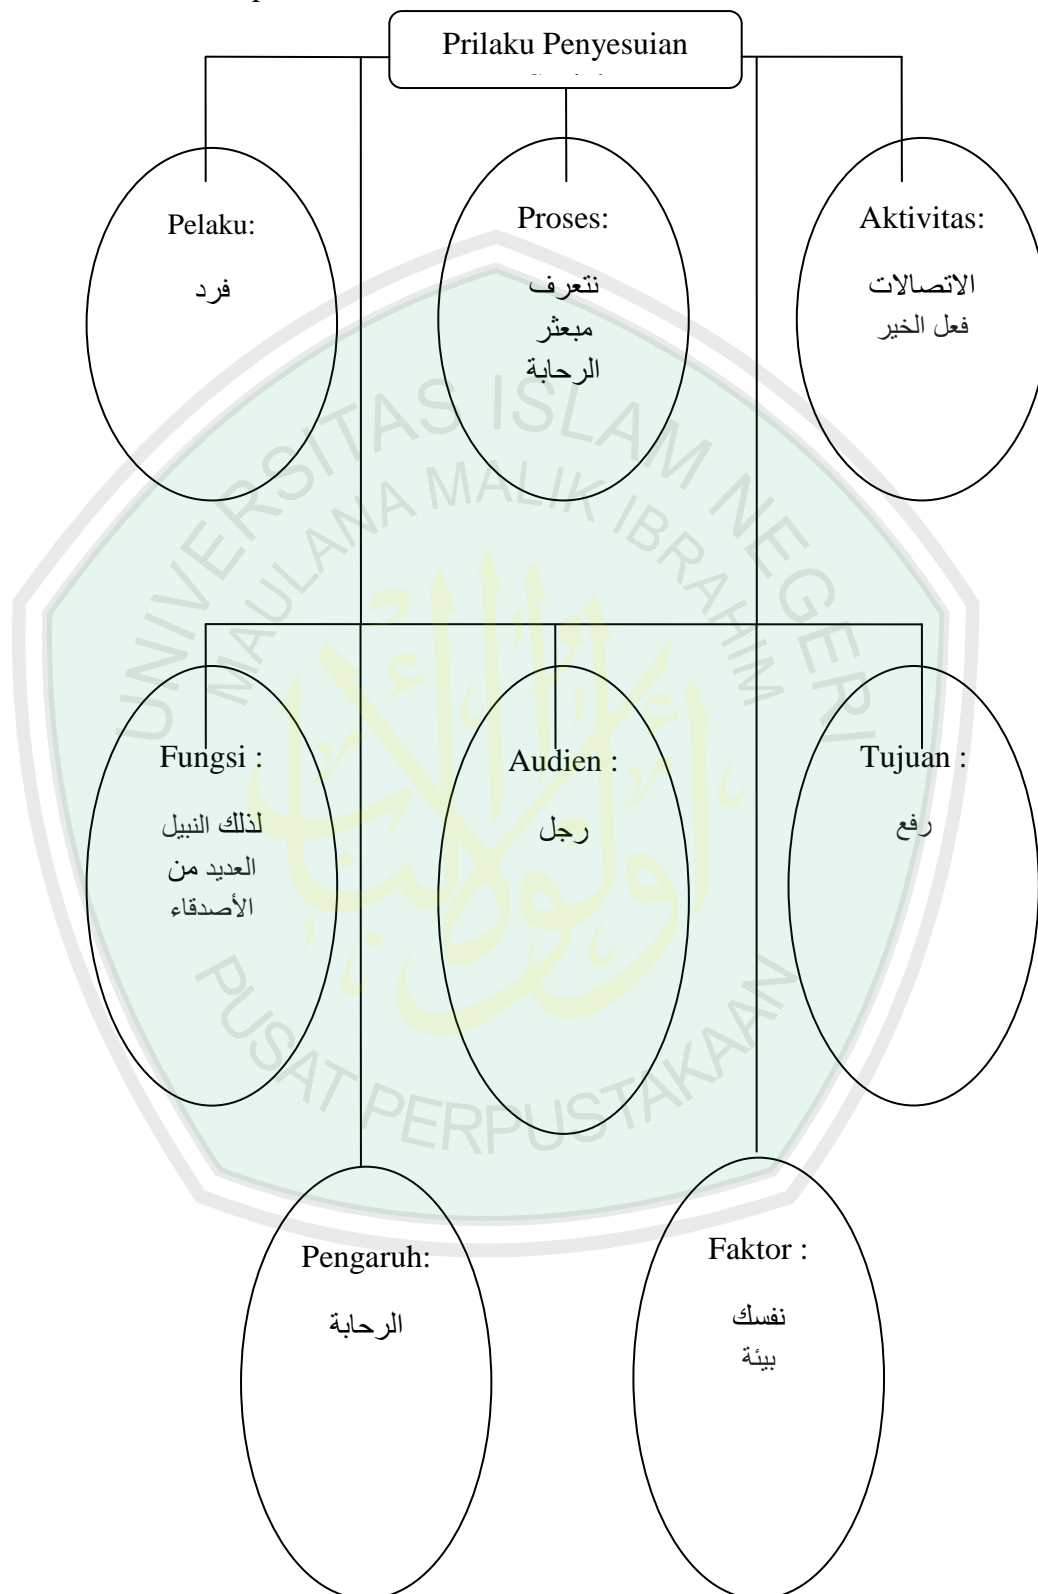 Prilaku Penyesuian
Pelaku:
فرد
Proses:
نتعرف
مبعثر
الرحابة
Aktivitas:
الاتصالات
فعل الخير
Fungsi :
لذلك النبيل
العديد من
الأصدقاء
Audien :
رجل
Tujuan :
رفع
Pengaruh:
الرحابة
Faktor :
نفسك
بيئة
UNIVERSITAS ISLAM NEGERI
MAULANA MALIK IBRAHIM
PUSAT PERPUSTAKAAN